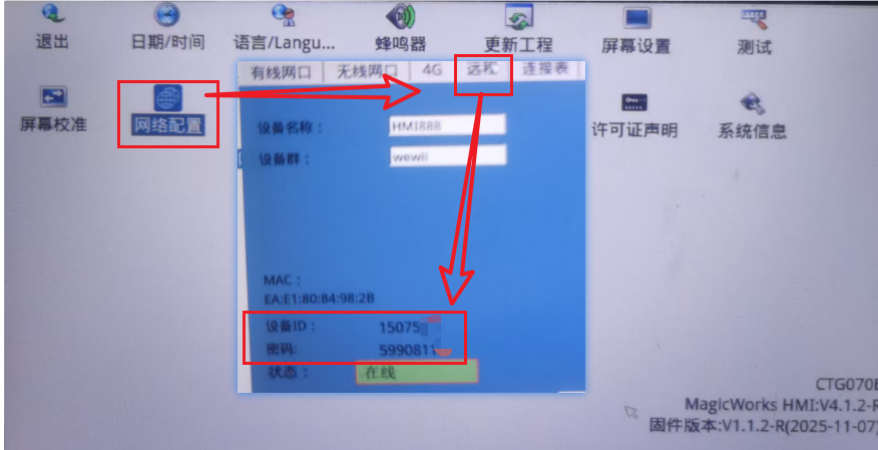 退出
日期/时间
语言/Langu...
蜂鸣器
更新工程
屏幕设置
测试
屏幕校准
网络配置
许可证声明
系统信息
有线网口
无线网口
4G
远程
连接表
设备名称：
HMI888
设备群：
wewii
MAC：
EA:E1:80:84:98:2B
设备ID：
15075
密码:
5990811
状态：
在线
CTG070E
MagicWorks HMI:V4.1.2-R
固件版本:V1.1.2-R(2025-11-07)